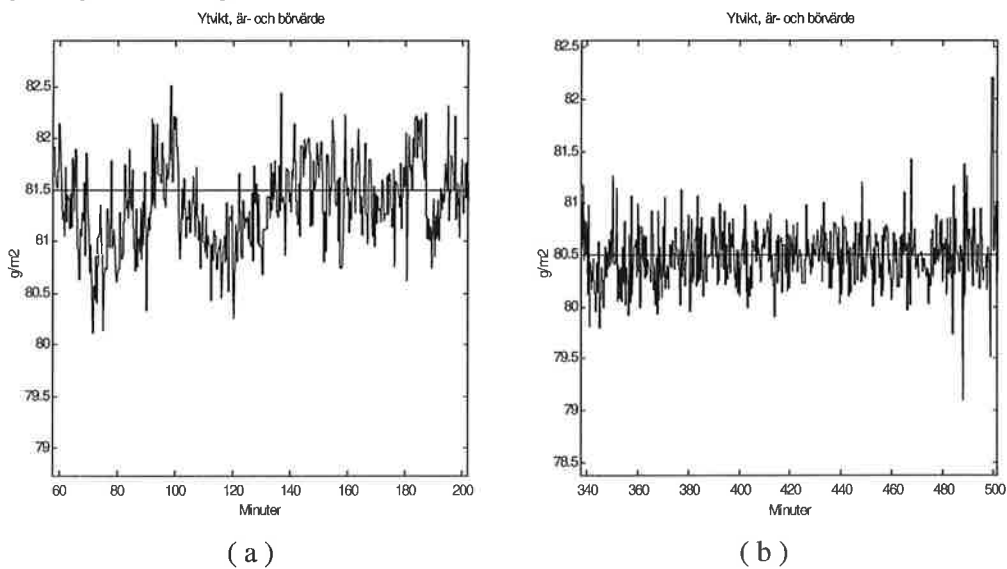 Ytvikt, är- och börvärde
82.5
82
81.5
81
80.5
80
79.5
79
g/m2
60 80 100 120 140 160 180 200
Minuter
( a )
Ytvikt, är- och börvärde
82.5
82
81.5
81
80.5
80
79.5
79
78.5
g/m2
340 360 380 400 420 440 460 480 500
Minuter
( b )